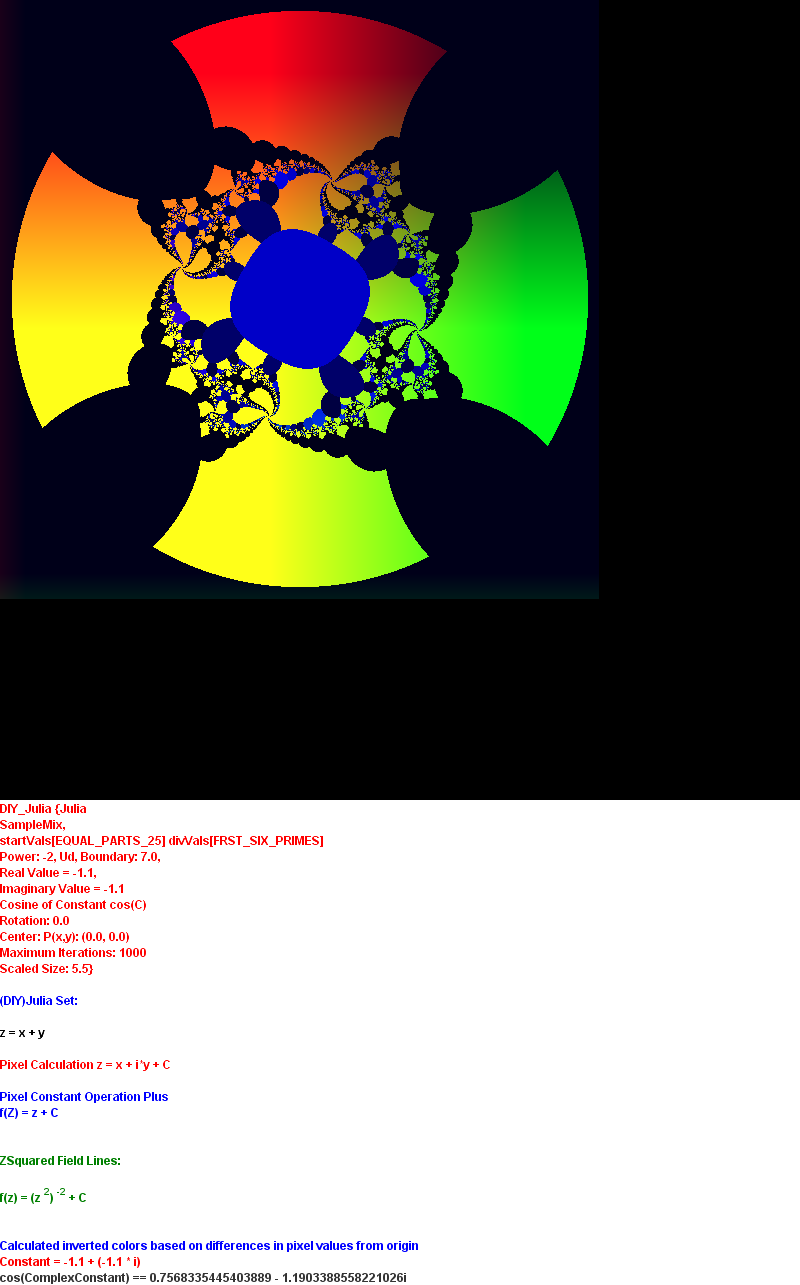 DIY_Julia {Julia
SampleMix,
startVals[EQUAL_PARTS_25] divVals[FRST_SIX_PRIMES]
Power: -2, Ud, Boundary: 7.0,
Real Value = -1.1,
Imaginary Value = -1.1
Cosine of Constant cos(C)
Rotation: 0.0
Center: P(x,y): (0.0, 0.0)
Maximum Iterations: 1000
Scaled Size: 5.5}
(DIY)Julia Set:
z = x + y
Pixel Calculation z = x + i*y + C
Pixel Constant Operation Plus
f(Z) = z + C
ZSquared Field Lines:
f(z) = (z ²) ⁻² + C
Calculated inverted colors based on differences in pixel values from origin
Constant = -1.1 + (-1.1 * i)
cos(ComplexConstant) == 0.7568335445403889 - 1.1903388558221026i